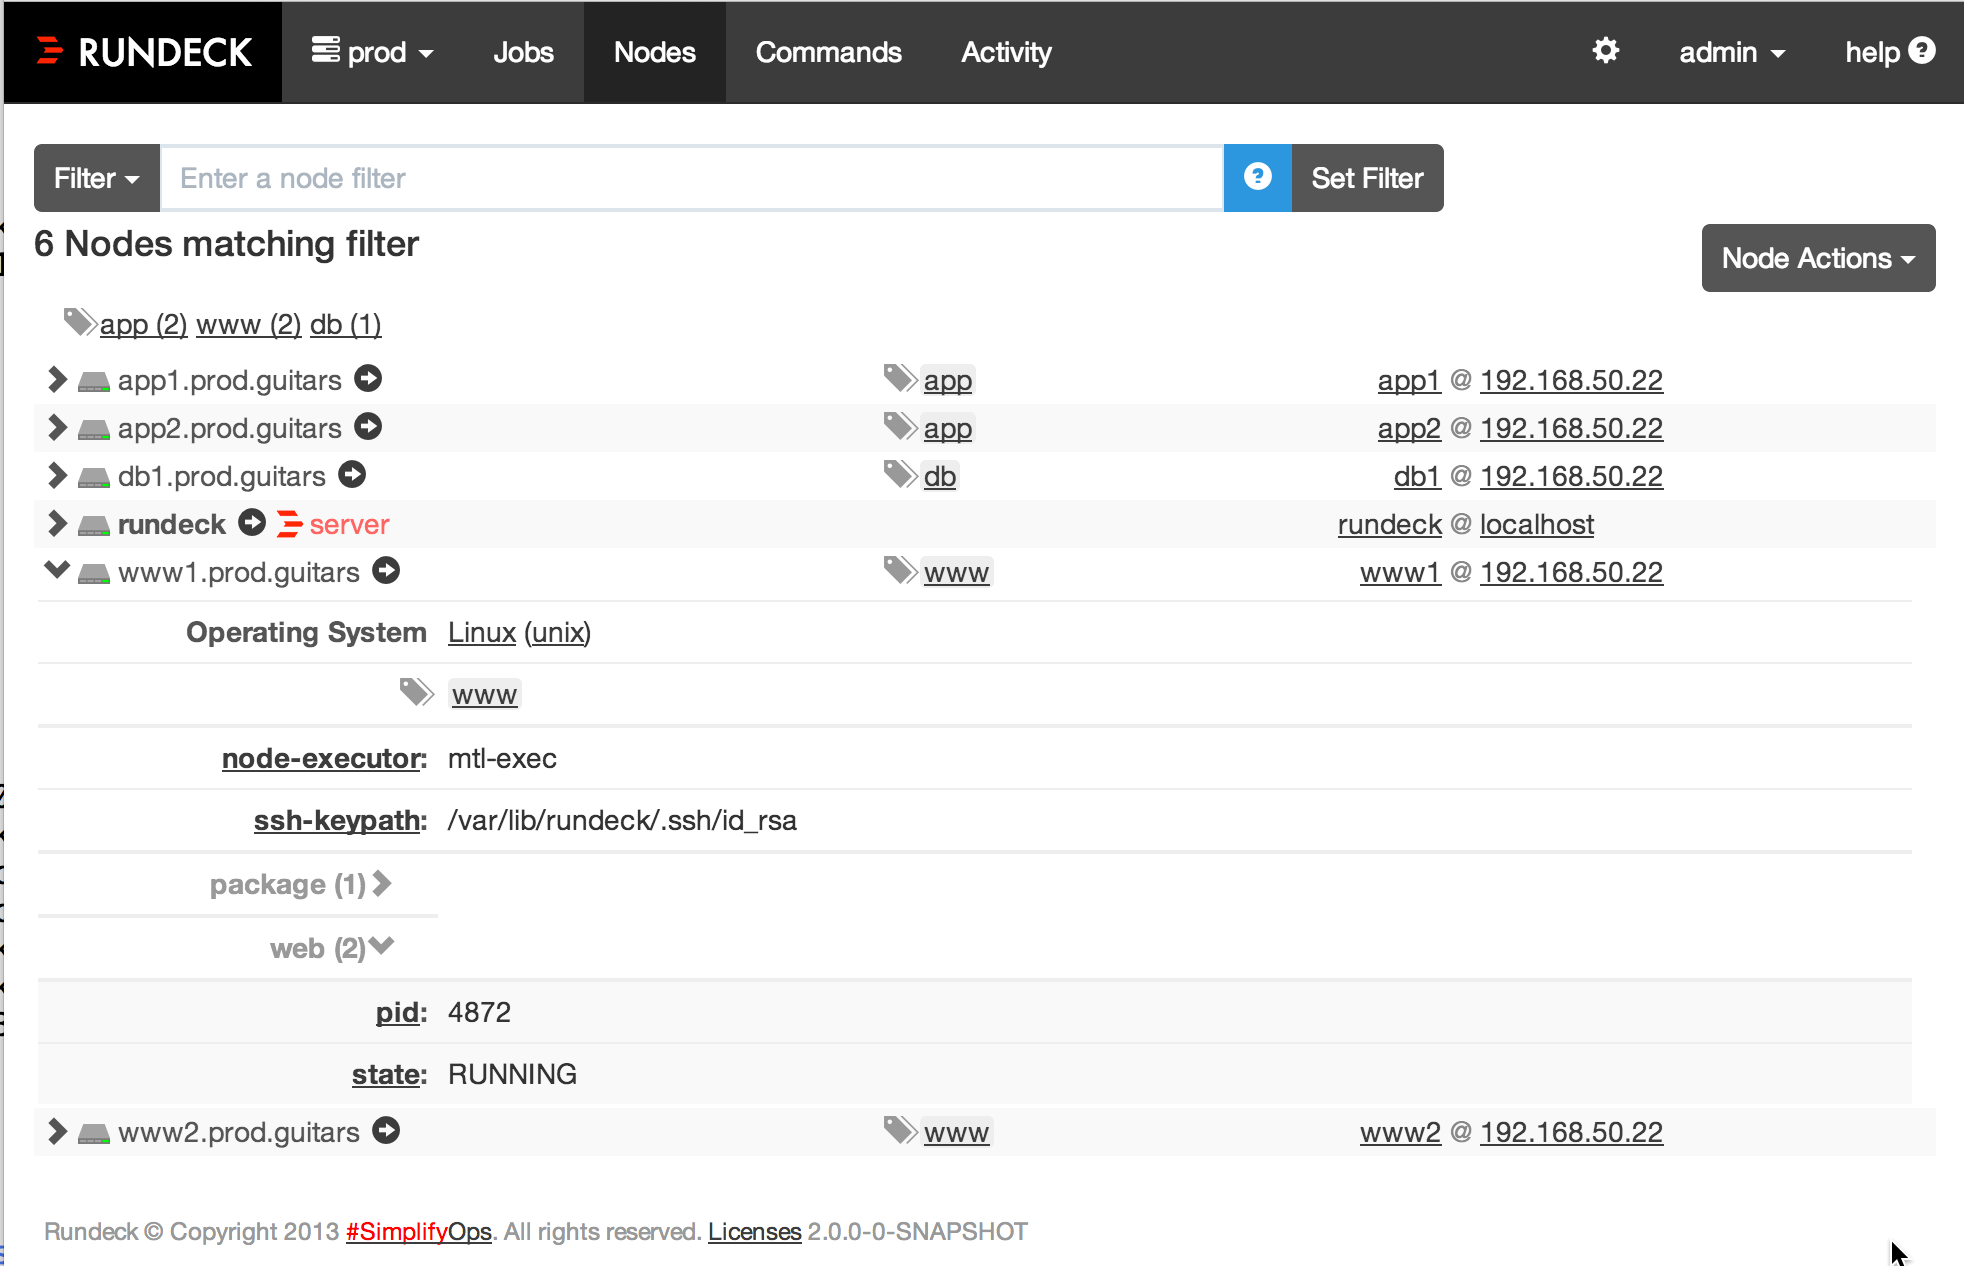 RUNDECK prod Jobs Nodes Commands Activity admin help
Filter Enter a node filter Set Filter
6 Nodes matching filter
Node Actions
app (2) www (2) db (1)
app1.prod.guitars app app1 @ 192.168.50.22
app2.prod.guitars app app2 @ 192.168.50.22
db1.prod.guitars db db1 @ 192.168.50.22
rundeck server rundeck @ localhost
www1.prod.guitars www www1 @ 192.168.50.22
Operating System Linux (unix)
www
node-executor: mtl-exec
ssh-keypath: /var/lib/rundeck/.ssh/id_rsa
package (1)
web (2)
pid: 4872
state: RUNNING
www2.prod.guitars www www2 @ 192.168.50.22
Rundeck © Copyright 2013 #SimplifyOps. All rights reserved. Licenses 2.0.0-0-SNAPSHOT